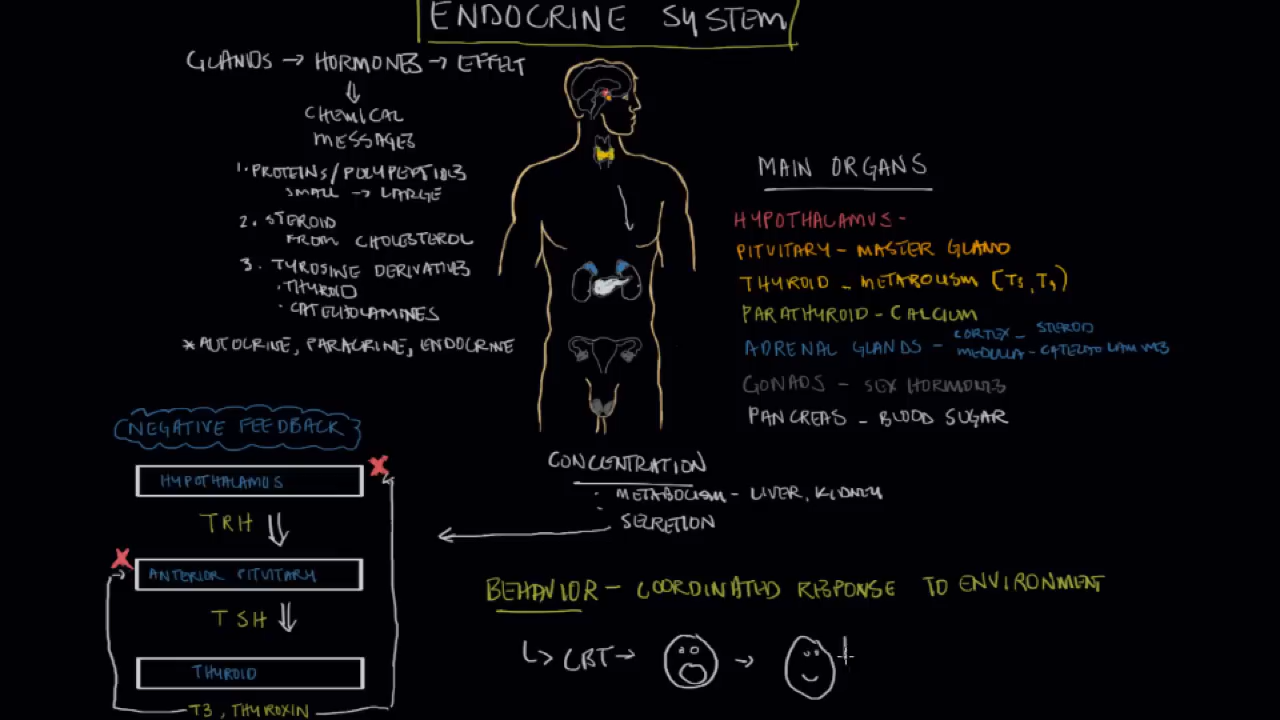 ENDOCRINE SYSTEM
GLANDS → HORMONES → EFFECT
⇓
CHEMICAL
MESSAGES
1. PROTEINS/POLYPEPTIDES
SMALL → LARGE
2. STEROID
FROM CHOLESTEROL
3. TYROSINE DERIVATIVES
· THYROID
· CATECHOLAMINES
* AUTOCRINE, PARACRINE, ENDOCRINE
MAIN ORGANS
HYPOTHALAMUS -
PITUITARY - MASTER GLAND
THYROID - METABOLISM (T3, T4)
PARATHYROID - CALCIUM
ADRENAL GLANDS - CORTEX - STEROID
MEDULLA - CATECHOLAMINES
GONADS - SEX HORMONES
PANCREAS - BLOOD SUGAR
NEGATIVE FEEDBACK
HYPOTHALAMUS
TRH ⇓
ANTERIOR PITUITARY
TSH ⇓
THYROID
T3, THYROXIN
CONCENTRATION
· METABOLISM - LIVER, KIDNEY
· SECRETION
BEHAVIOR - COORDINATED RESPONSE TO ENVIRONMENT
↳ CBT → →